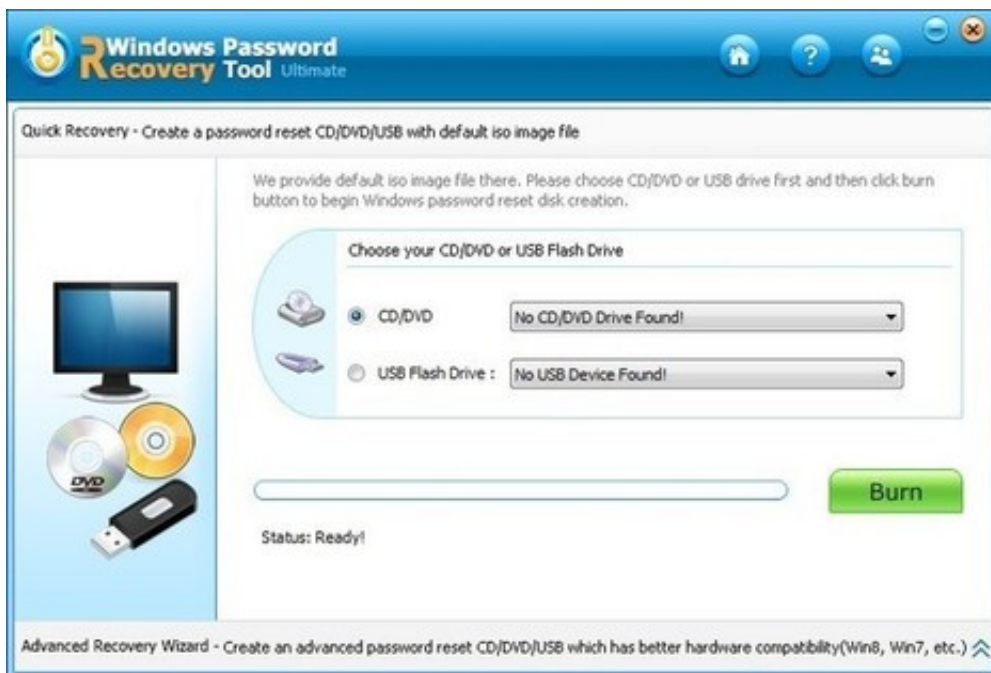 Windows Password
Recovery Tool Ultimate
?
Quick Recovery - Create a password reset CD/DVD/USB with default iso image file
We provide default iso image file there. Please choose CD/DVD or USB drive first and then click burn
button to begin Windows password reset disk creation.
Choose your CD/DVD or USB Flash Drive
CD/DVD
No CD/DVD Drive Found!
USB Flash Drive :
No USB Device Found!
DVD
Burn
Status: Ready!
Advanced Recovery Wizard - Create an advanced password reset CD/DVD/USB which has better hardware compatibility(Win8, Win7, etc.)